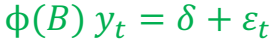 ϕ(B) yₜ = δ + εₜ